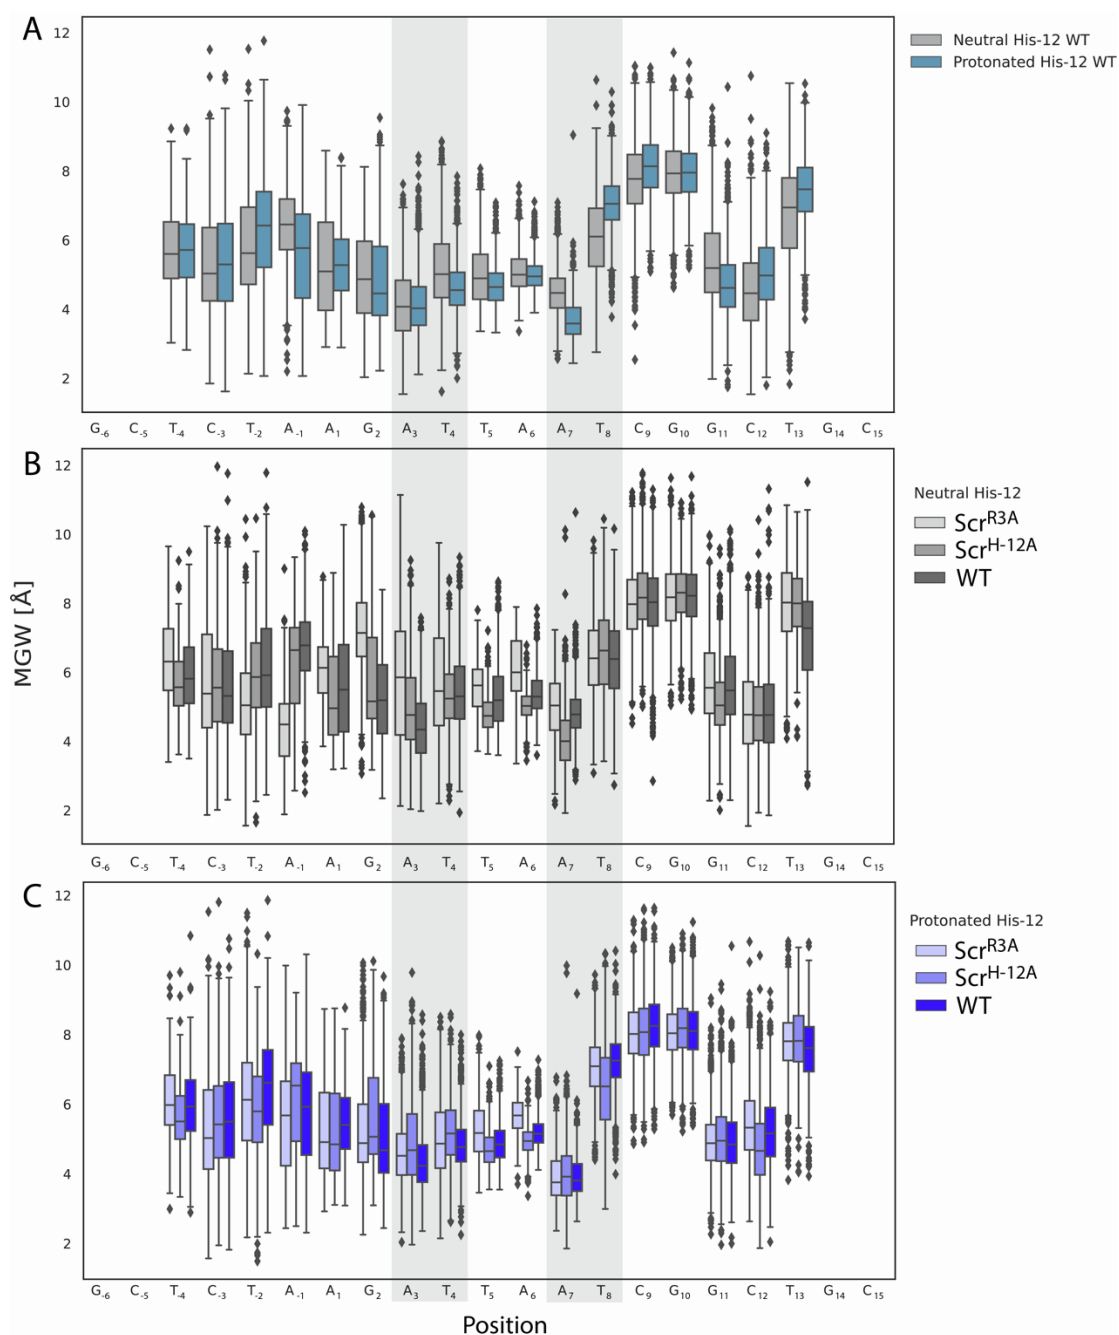 A
12
10
8
6
4
2
G-6 C-5 T-4 C-3 T-2 A-1 A1 G2 A3 T4 T5 A6 A7 T8 C9 G10 G11 C12 T13 G14 C15
Neutral His-12 WT
Protonated His-12 WT
B
12
10
8
6
4
2
MGW [Å]
G-6 C-5 T-4 C-3 T-2 A-1 A1 G2 A3 T4 T5 A6 A7 T8 C9 G10 G11 C12 T13 G14 C15
Neutral His-12
ScrR3A
ScrH-12A
WT
C
12
10
8
6
4
2
G-6 C-5 T-4 C-3 T-2 A-1 A1 G2 A3 T4 T5 A6 A7 T8 C9 G10 G11 C12 T13 G14 C15
Position
Protonated His-12
ScrR3A
ScrH-12A
WT